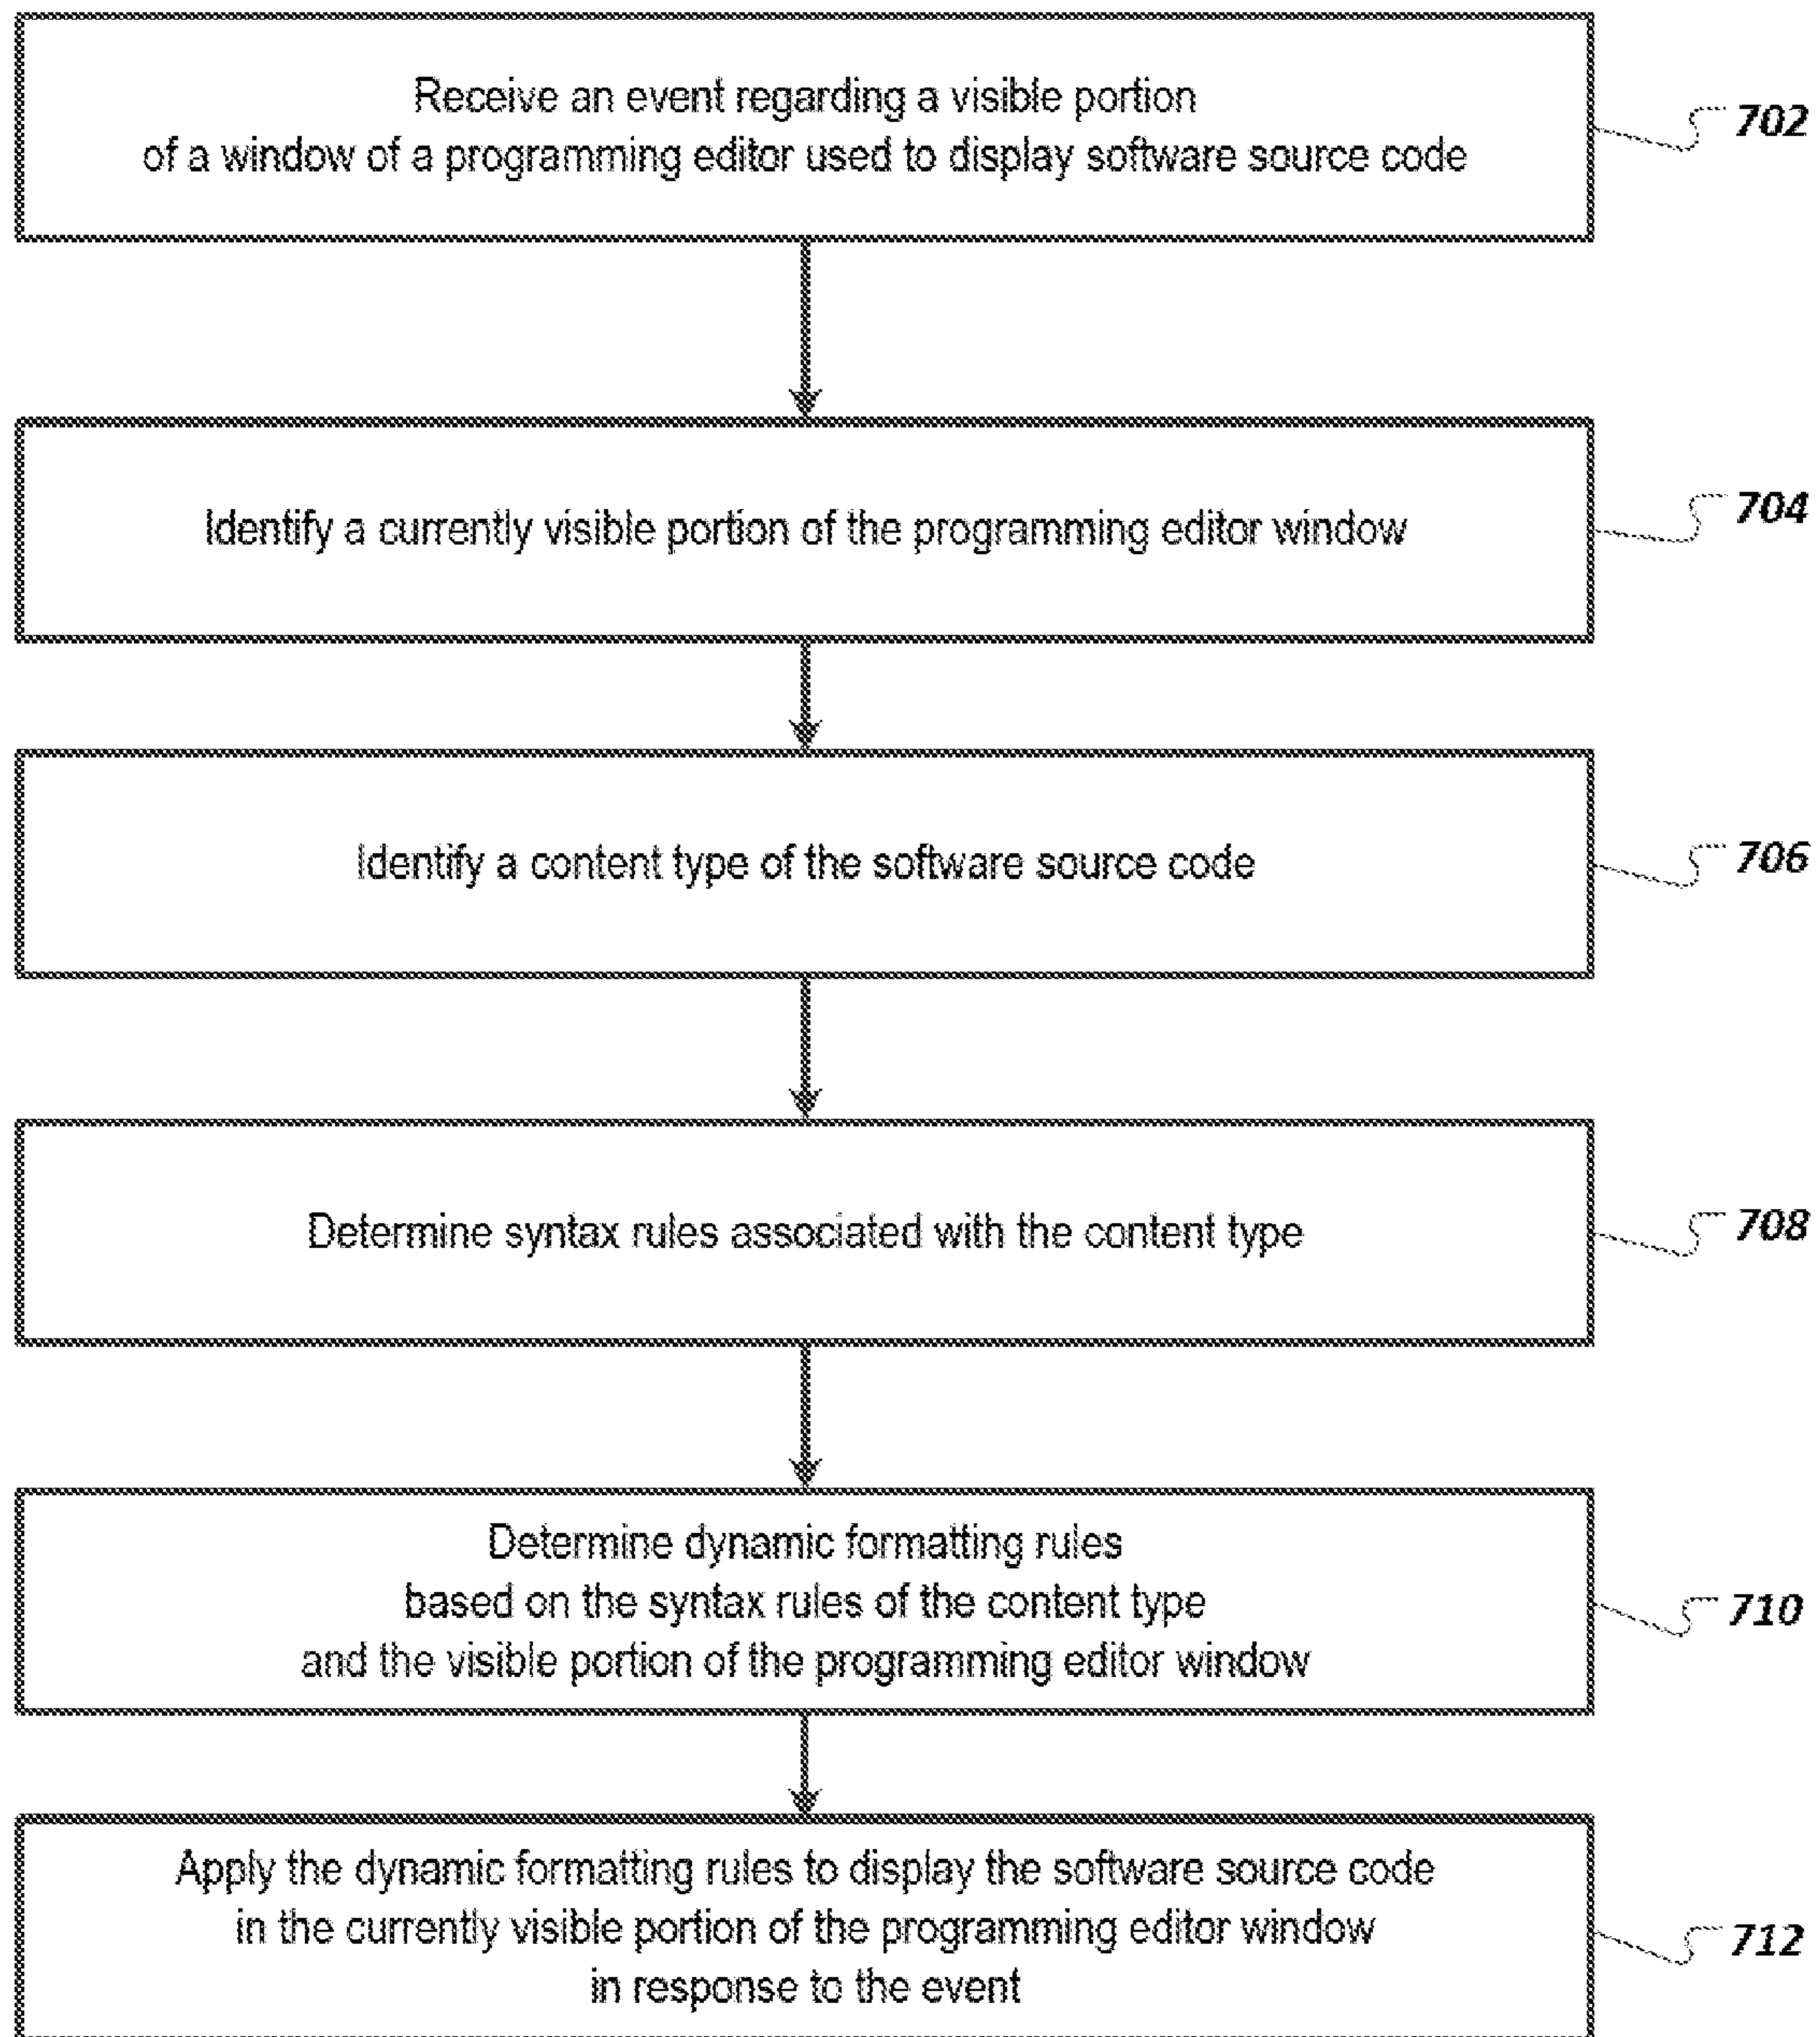 Receive an event regarding a visible portion
of a window of a programming editor used to display software source code
702
Identify a currently visible portion of the programming editor window
704
Identify a content type of the software source code
706
Determine syntax rules associated with the content type
708
Determine dynamic formatting rules
based on the syntax rules of the content type
and the visible portion of the programming editor window
710
Apply the dynamic formatting rules to display the software source code
in the currently visible portion of the programming editor window
in response to the event
712